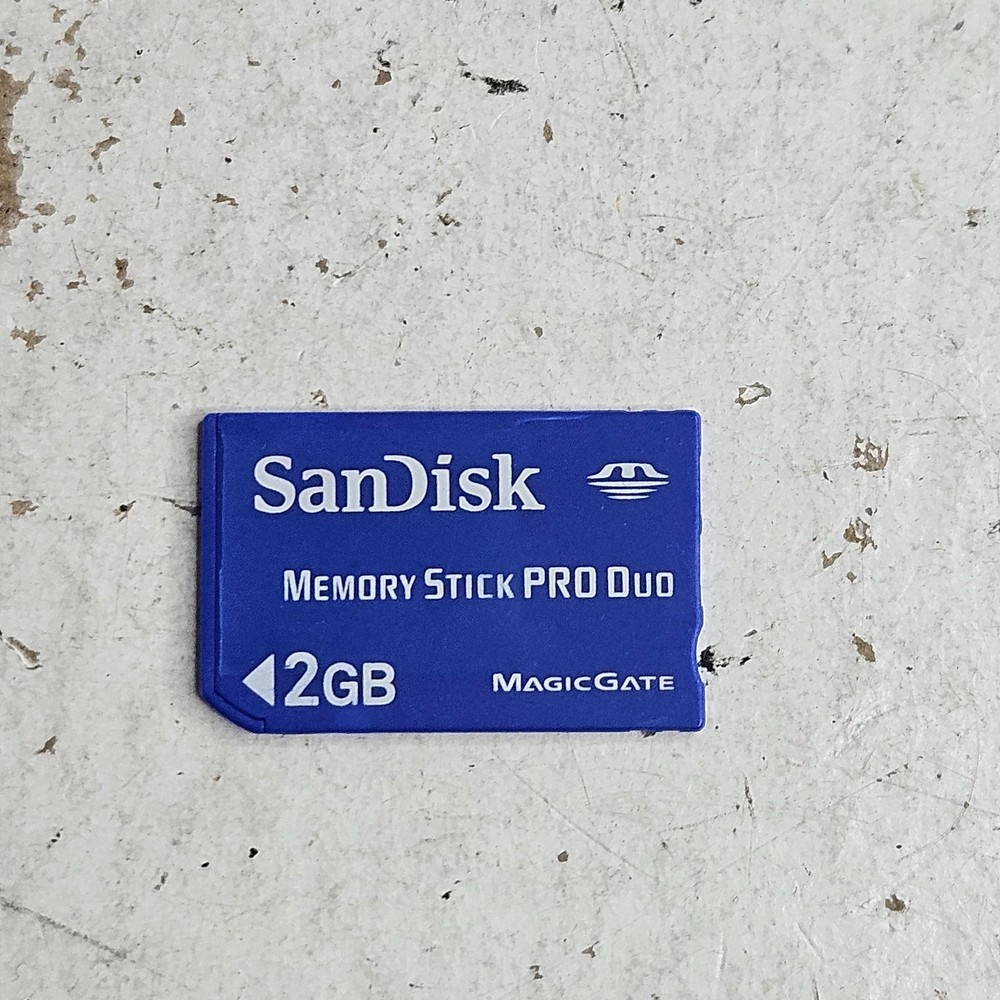 SanDisk
MEMORY STICK PRO DUO
2GB
MAGICGATE